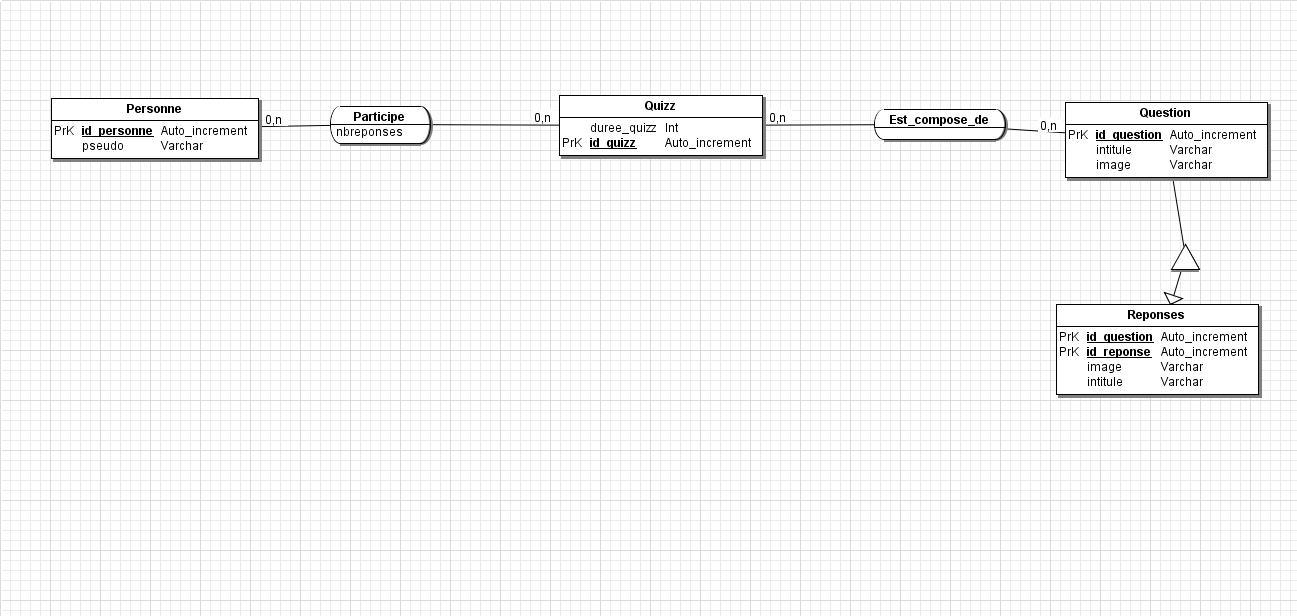 Personne
PrK id_personne Auto_increment
pseudo Varchar
0,n
Participe
nbreponses
0,n
Quizz
duree_quizz Int
PrK id_quizz Auto_increment
0,n
Est_compose_de
0,n
Question
PrK id_question Auto_increment
intitule Varchar
image Varchar
Reponses
PrK id_question Auto_increment
PrK id_reponse Auto_increment
image Varchar
intitule Varchar